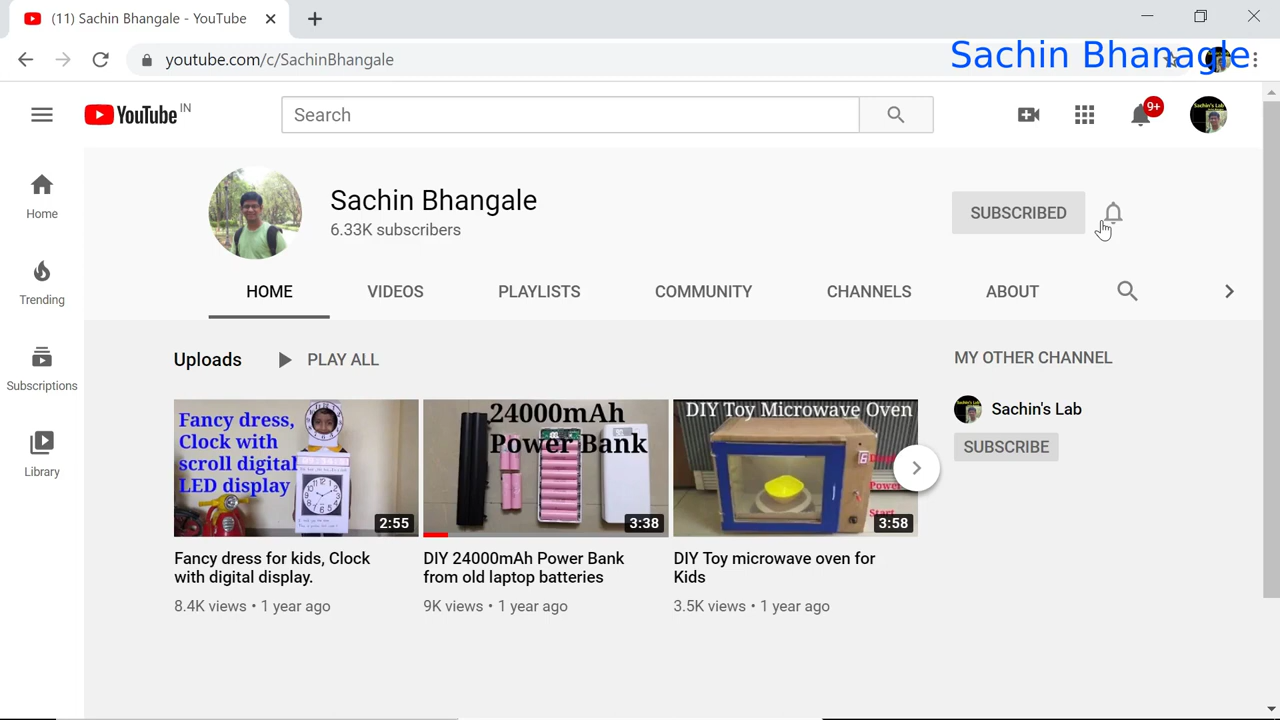 (11) Sachin Bhangale - YouTube
youtube.com/c/SachinBhangale
Sachin Bhanagle
YouTube IN
Search
9+
Home
Trending
Subscriptions
Library
Sachin Bhangale
6.33K subscribers
SUBSCRIBED
HOME
VIDEOS
PLAYLISTS
COMMUNITY
CHANNELS
ABOUT
Uploads
PLAY ALL
MY OTHER CHANNEL
Sachin's Lab
SUBSCRIBE
Fancy dress,
Clock with
scroll digital
LED display
2:55
24000mAh
Power Bank
3:38
DIY Toy Microwave Oven
Power
Start
3:58
Fancy dress for kids, Clock
with digital display.
8.4K views • 1 year ago
DIY 24000mAh Power Bank
from old laptop batteries
9K views • 1 year ago
DIY Toy microwave oven for
Kids
3.5K views • 1 year ago